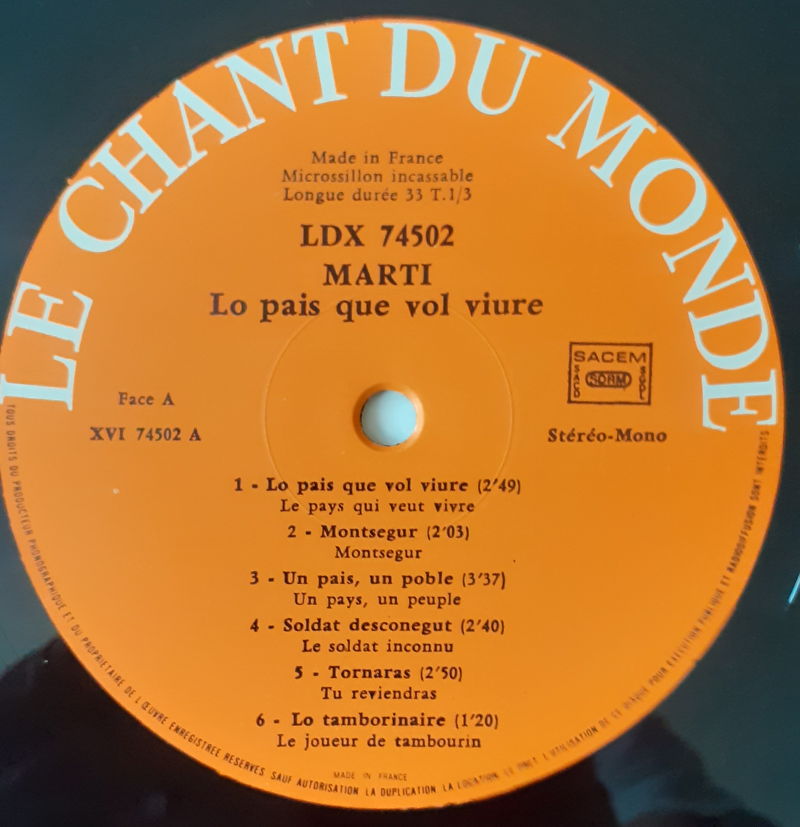 LE CHANT DU MONDE
Made in France
Microssillon incassable
Longue durée 33 T.1/3
LDX 74502
MARTI
Lo pais que vol viure
SACEM
SACD
SDRM
SGDL
Face A
XVI 74502 A
Stéréo-Mono
1 - Lo pais que vol viure (2'49)
Le pays qui veut vivre
2 - Montsegur (2'03)
Montsegur
3 - Un pais, un poble (3'37)
Un pays, un peuple
4 - Soldat desconegut (2'40)
Le soldat inconnu
5 - Tornaras (2'50)
Tu reviendras
6 - Lo tamborinaire (1'20)
Le joueur de tambourin
MADE IN FRANCE
TOUS DROITS DU PRODUCTEUR PHONOGRAPHIQUE ET DU PROPRIETAIRE DE L'ŒUVRE ENREGISTREE RESERVES SAUF AUTORISATION LA DUPLICATION LA LOCATION LE PRET L'UTILISATION DE CE DISQUE POUR EXECUTION PUBLIQUE ET RADIODIFFUSION SONT INTERDITS